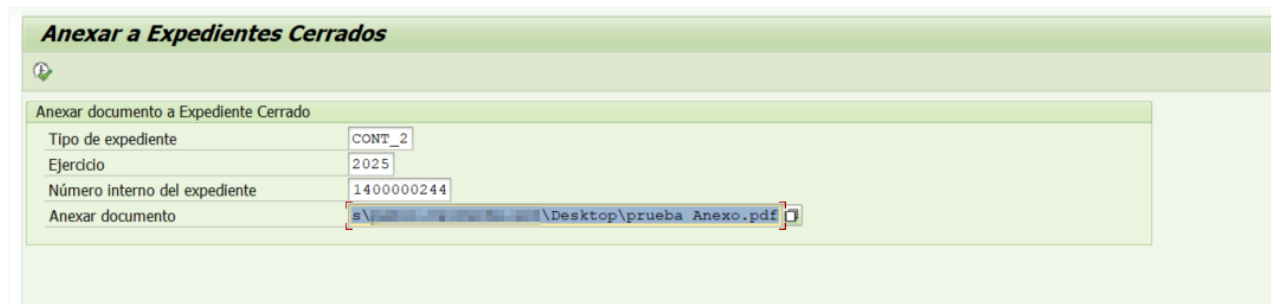 Anexar a Expedientes Cerrados
Anexar documento a Expediente Cerrado
Tipo de expediente CONT_2
Ejercicio 2025
Número interno del expediente 1400000244
Anexar documento s\ \Desktop\prueba Anexo.pdf